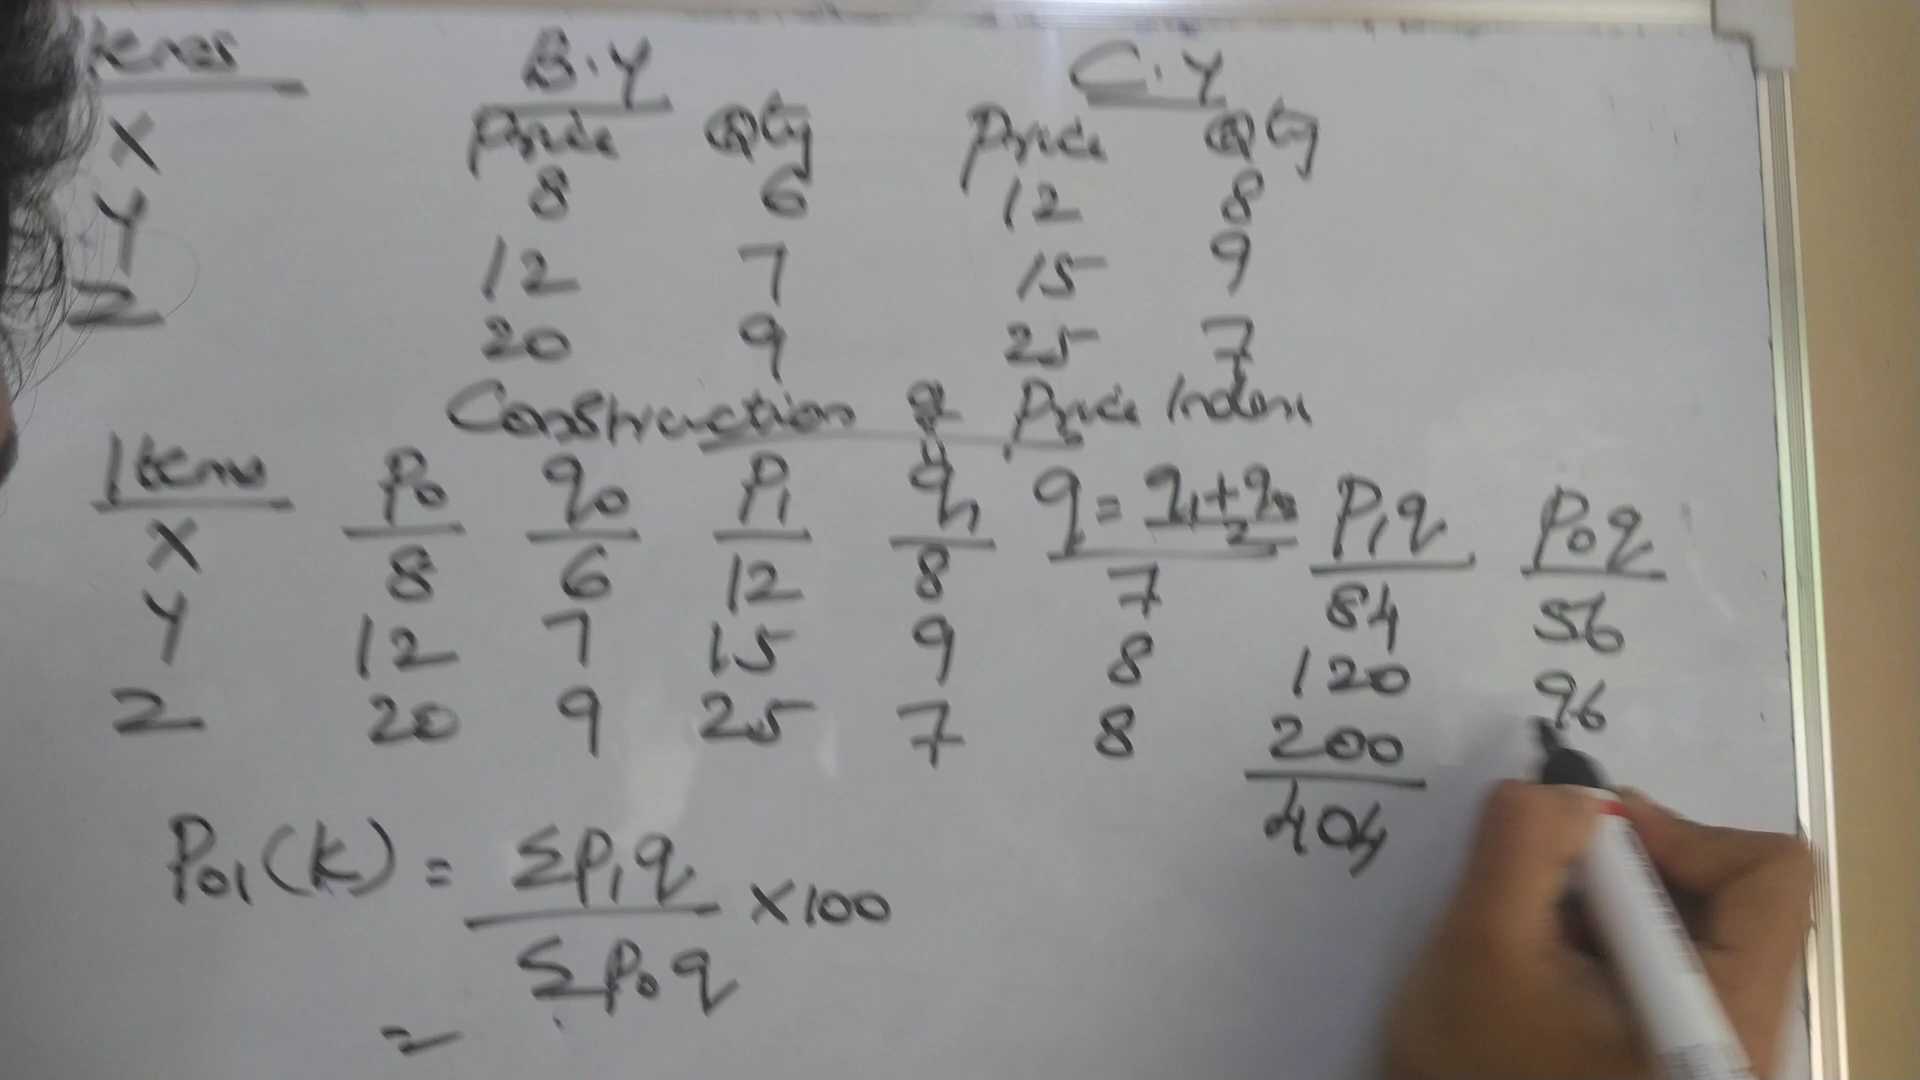 Items B.Y C.Y
X Price Qty Price Qty
Y 8 6 12 8
Z 12 7 15 9
20 9 25 7
Construction of Price Index
Items P₀ q₀ P₁ q₁ q = q₁+q₀/2 P₁q P₀q
X 8 6 12 8 7 84 56
Y 12 7 15 9 8 120 96
Z 20 9 25 7 8 200
404
P₀₁(k) = ΣP₁q / ΣP₀q × 100
=